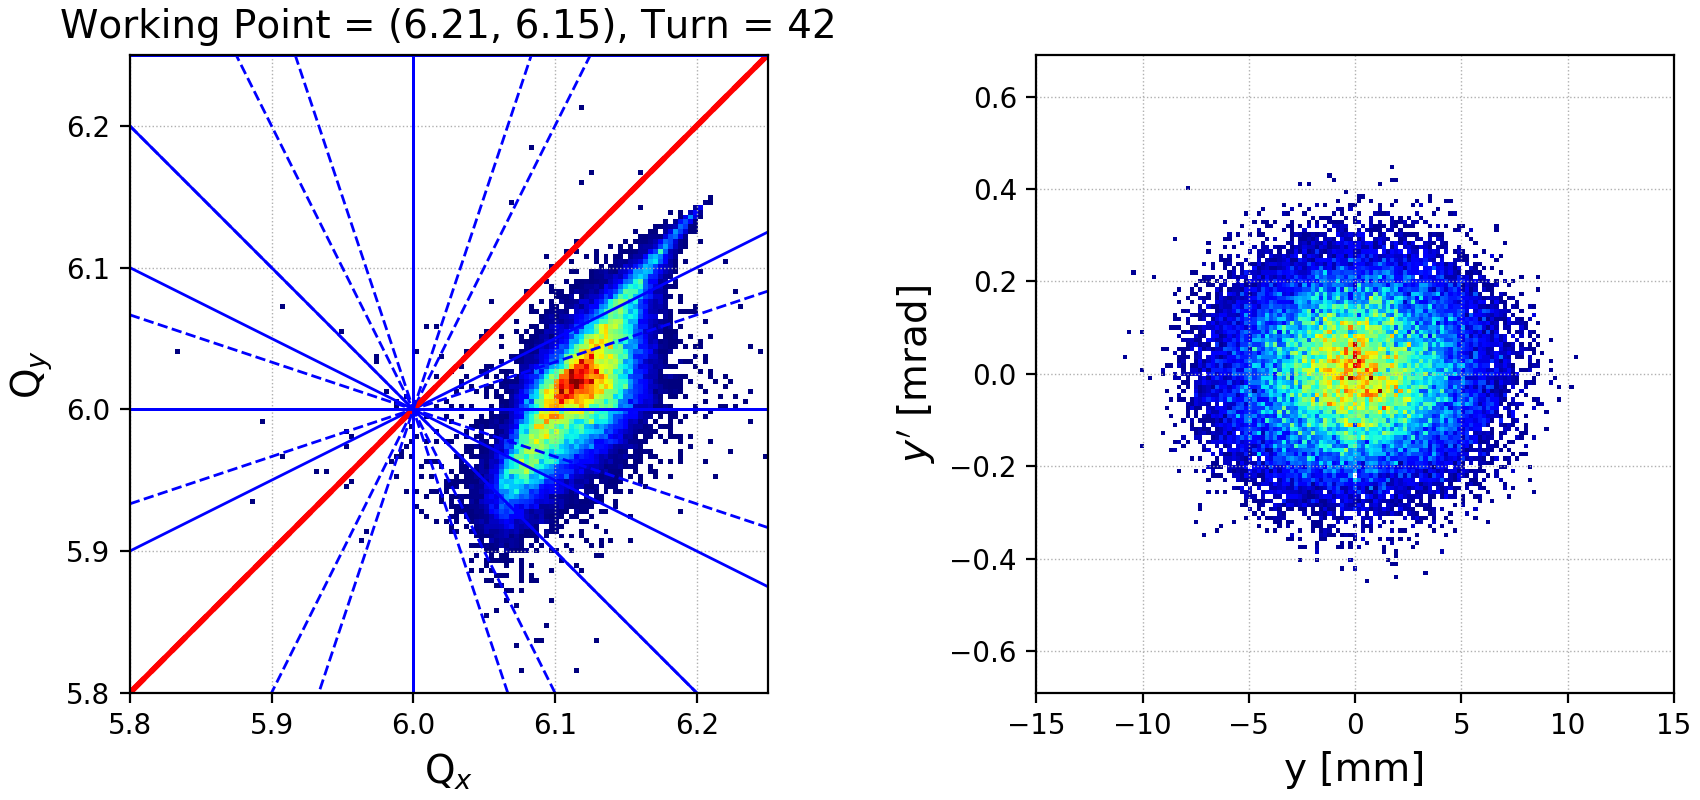 Working Point = (6.21, 6.15), Turn = 42
6.2
6.1
6.0
5.9
5.8
Q_y
5.8 5.9 6.0 6.1 6.2
Q_x
0.6
0.4
0.2
0.0
−0.2
−0.4
−0.6
y′ [mrad]
−15 −10 −5 0 5 10 15
y [mm]